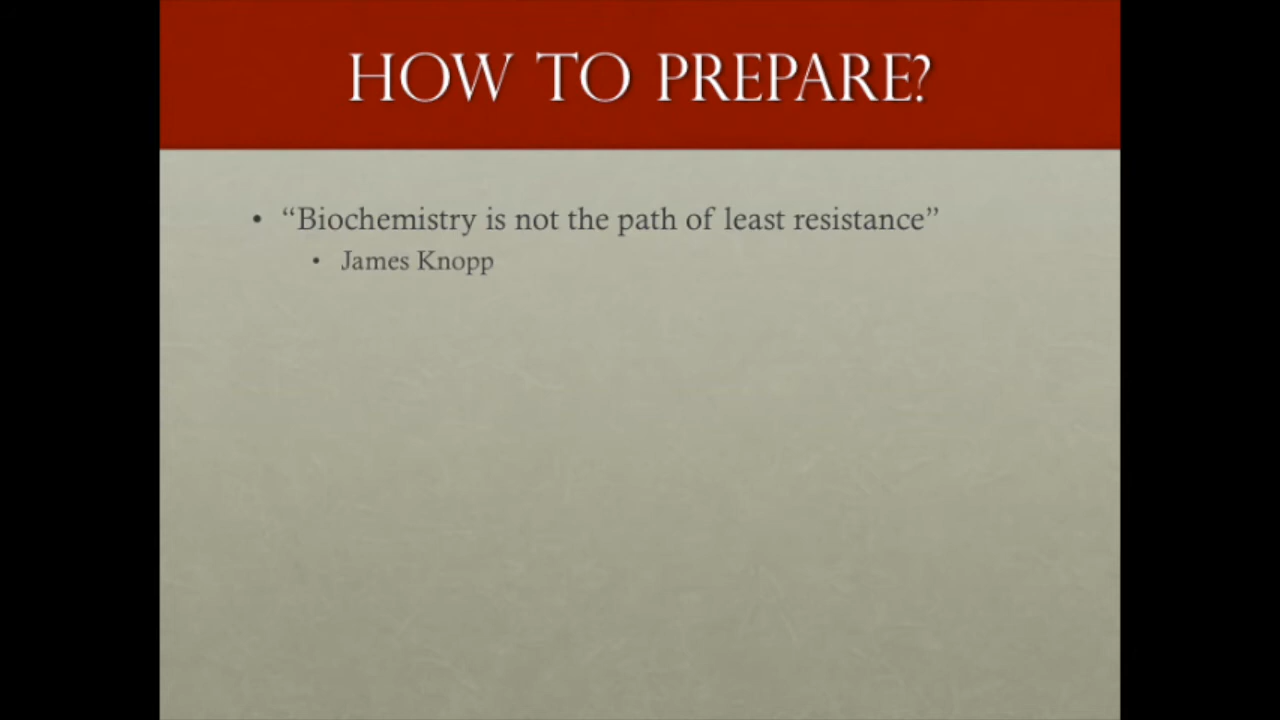 HOW TO PREPARE?
• “Biochemistry is not the path of least resistance”
• James Knopp